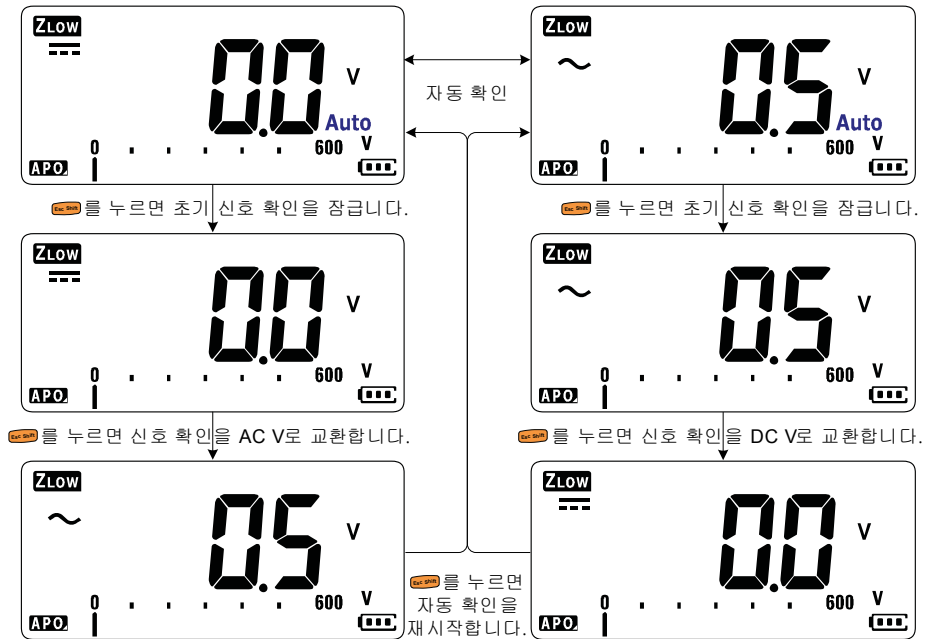 ZLOW
0.0 V
Auto
0 600 V
APO
자동 확인
ZLOW
0.5 V
Auto
0 600 V
APO
Esc Shift 를 누르면 초기 신호 확인을 잠급니다.
Esc Shift 를 누르면 초기 신호 확인을 잠급니다.
ZLOW
0.0 V
0 600 V
APO
ZLOW
0.5 V
0 600 V
APO
Esc Shift 를 누르면 신호 확인을 AC V로 교환합니다.
Esc Shift 를 누르면 신호 확인을 DC V로 교환합니다.
ZLOW
0.5 V
0 600 V
APO
Esc Shift 를 누르면
자동 확인을
재시작합니다.
ZLOW
0.0 V
0 600 V
APO